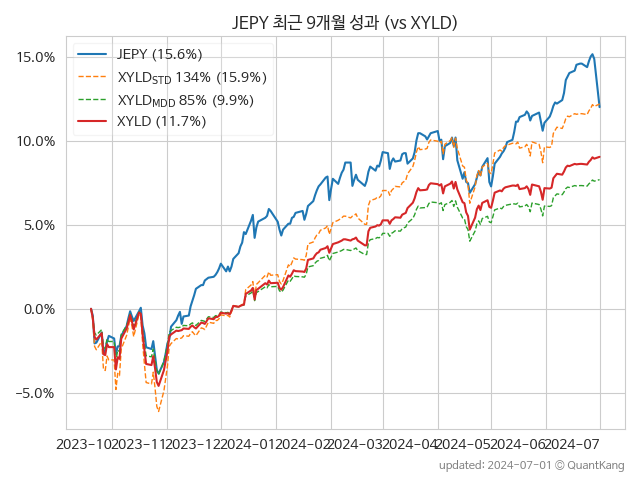 JEPY 최근 9개월 성과 (vs XYLD)
JEPY (15.6%)
XYLD_STD 134% (15.9%)
XYLD_MDD 85% (9.9%)
XYLD (11.7%)
15.0%
10.0%
5.0%
0.0%
−5.0%
2023-10 2023-11 2023-12 2024-01 2024-02 2024-03 2024-04 2024-05 2024-06 2024-07
updated: 2024-07-01 © QuantKang